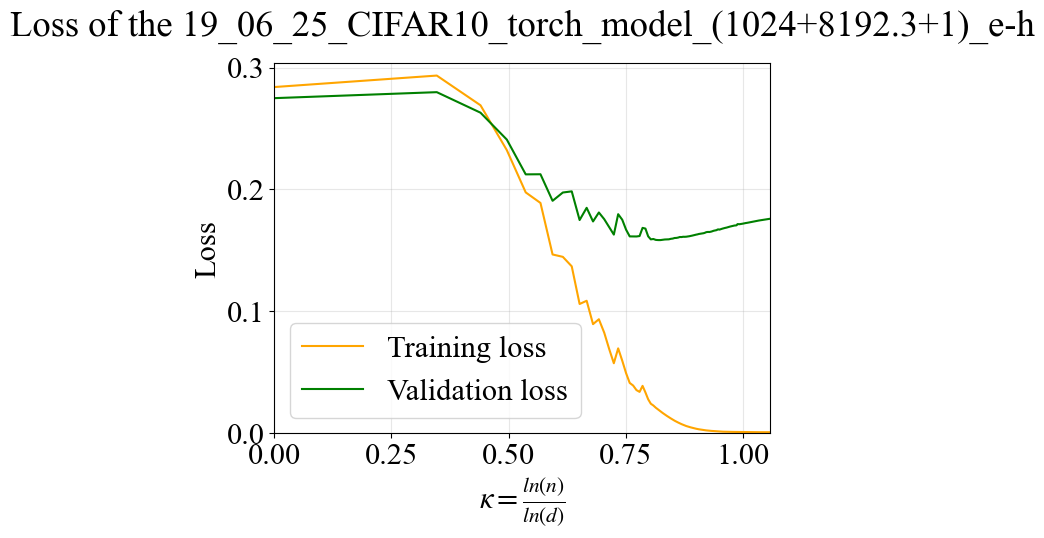 Loss of the 19_06_25_CIFAR10_torch_model_(1024+8192.3+1)_e-h
0.3
0.2
0.1
0.0
Loss
Training loss
Validation loss
0.00 0.25 0.50 0.75 1.00
κ = ln(n)/ln(d)